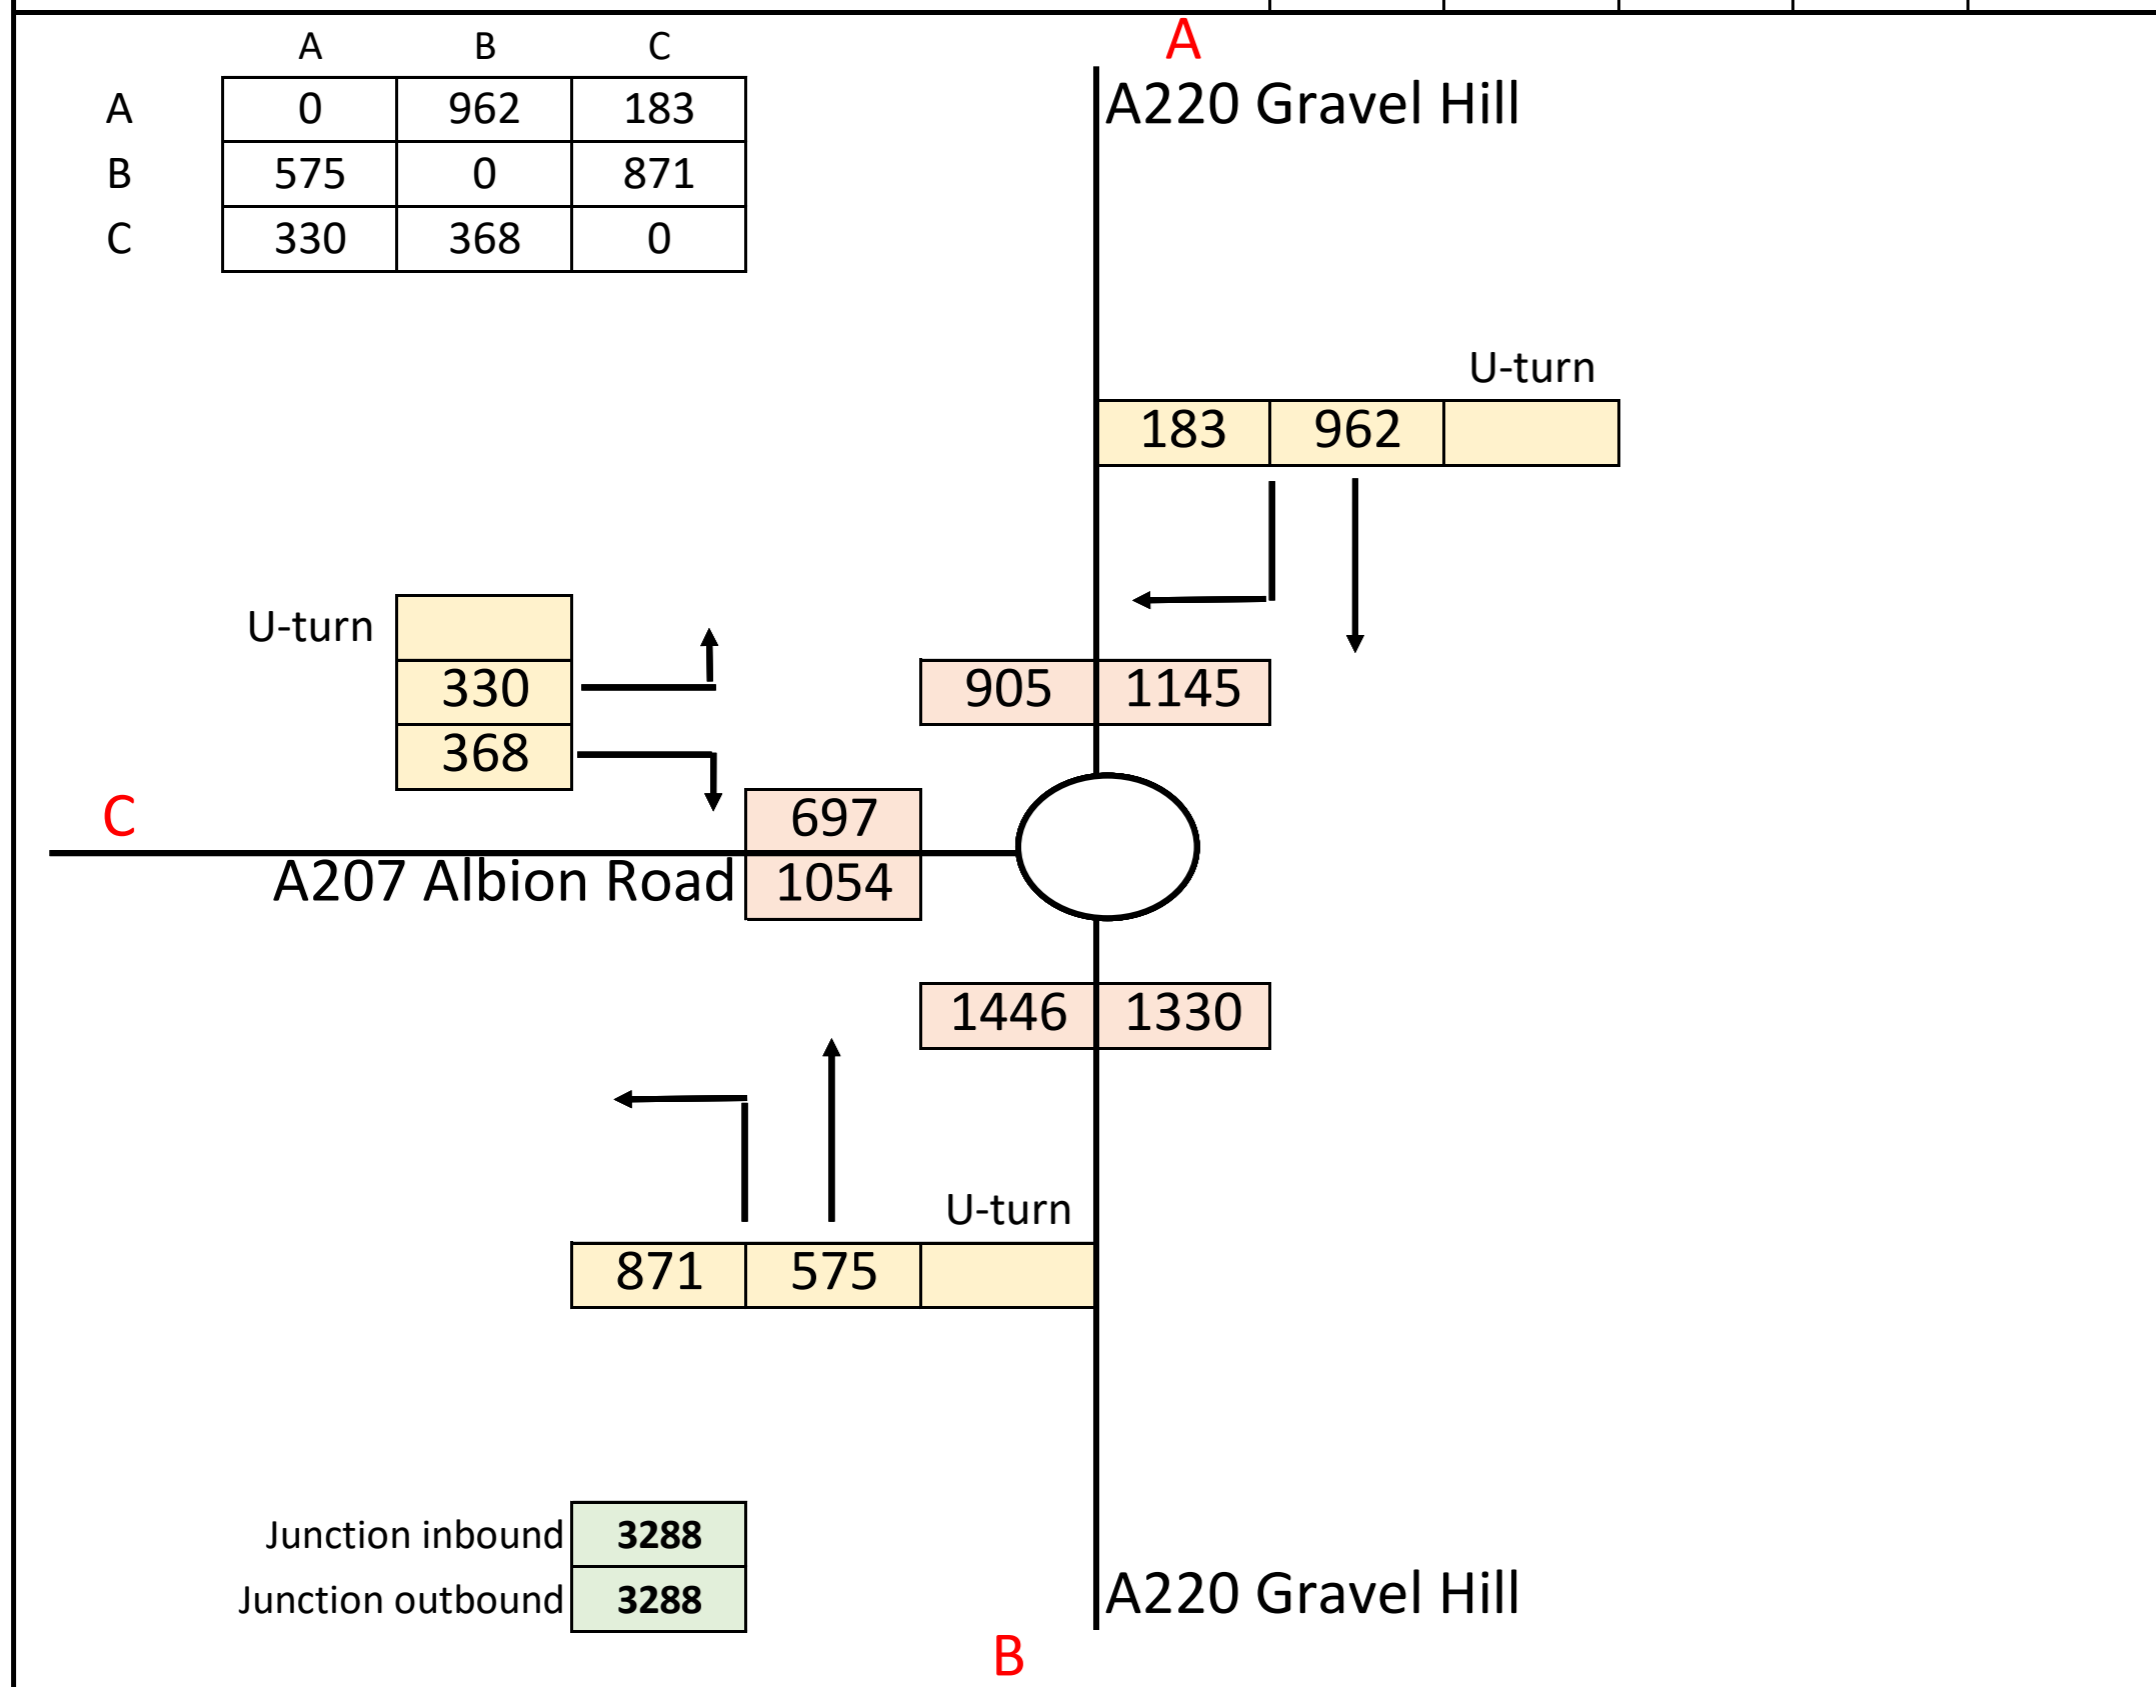 A
A B C
A 0 962 183
B 575 0 871
C 330 368 0
A220 Gravel Hill
U-turn
183 962
U-turn
330
368
905 1145
C
697
A207 Albion Road
1054
1446 1330
U-turn
871 575
Junction inbound 3288
Junction outbound 3288
A220 Gravel Hill
B